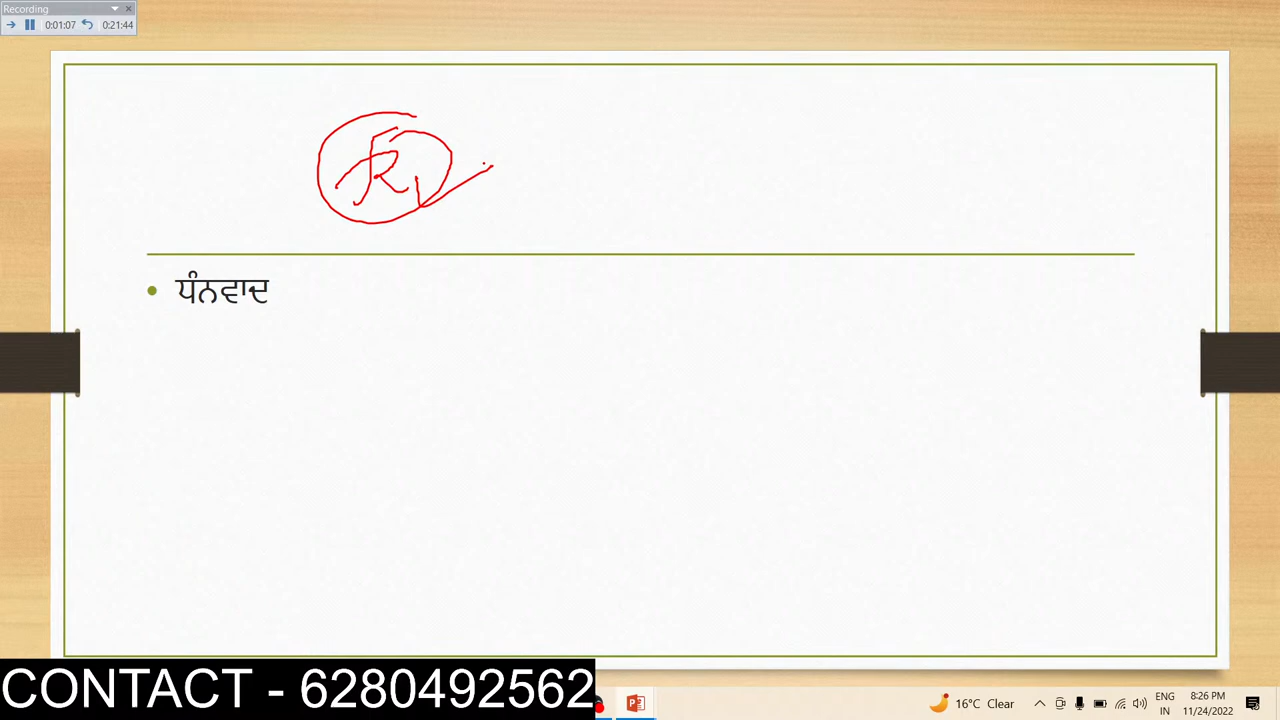 Recording
0:01:07 0:21:44
ਧੰਨਵਾਦ
CONTACT - 6280492562
16°C Clear
ENG
IN
8:26 PM
11/24/2022